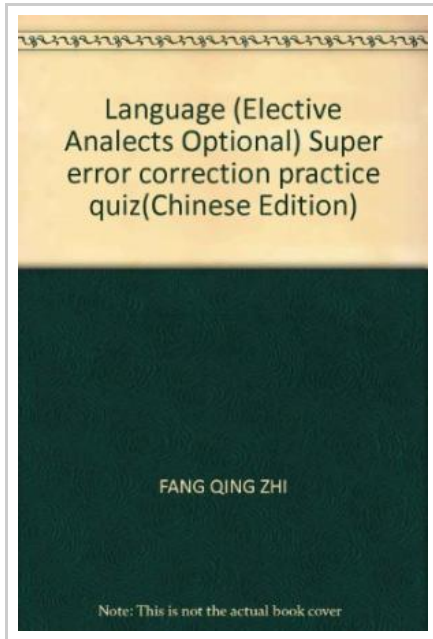 Language (Elective
Analects Optional) Super
error correction practice
quiz(Chinese Edition)
FANG QING ZHI
Note: This is not the actual book cover